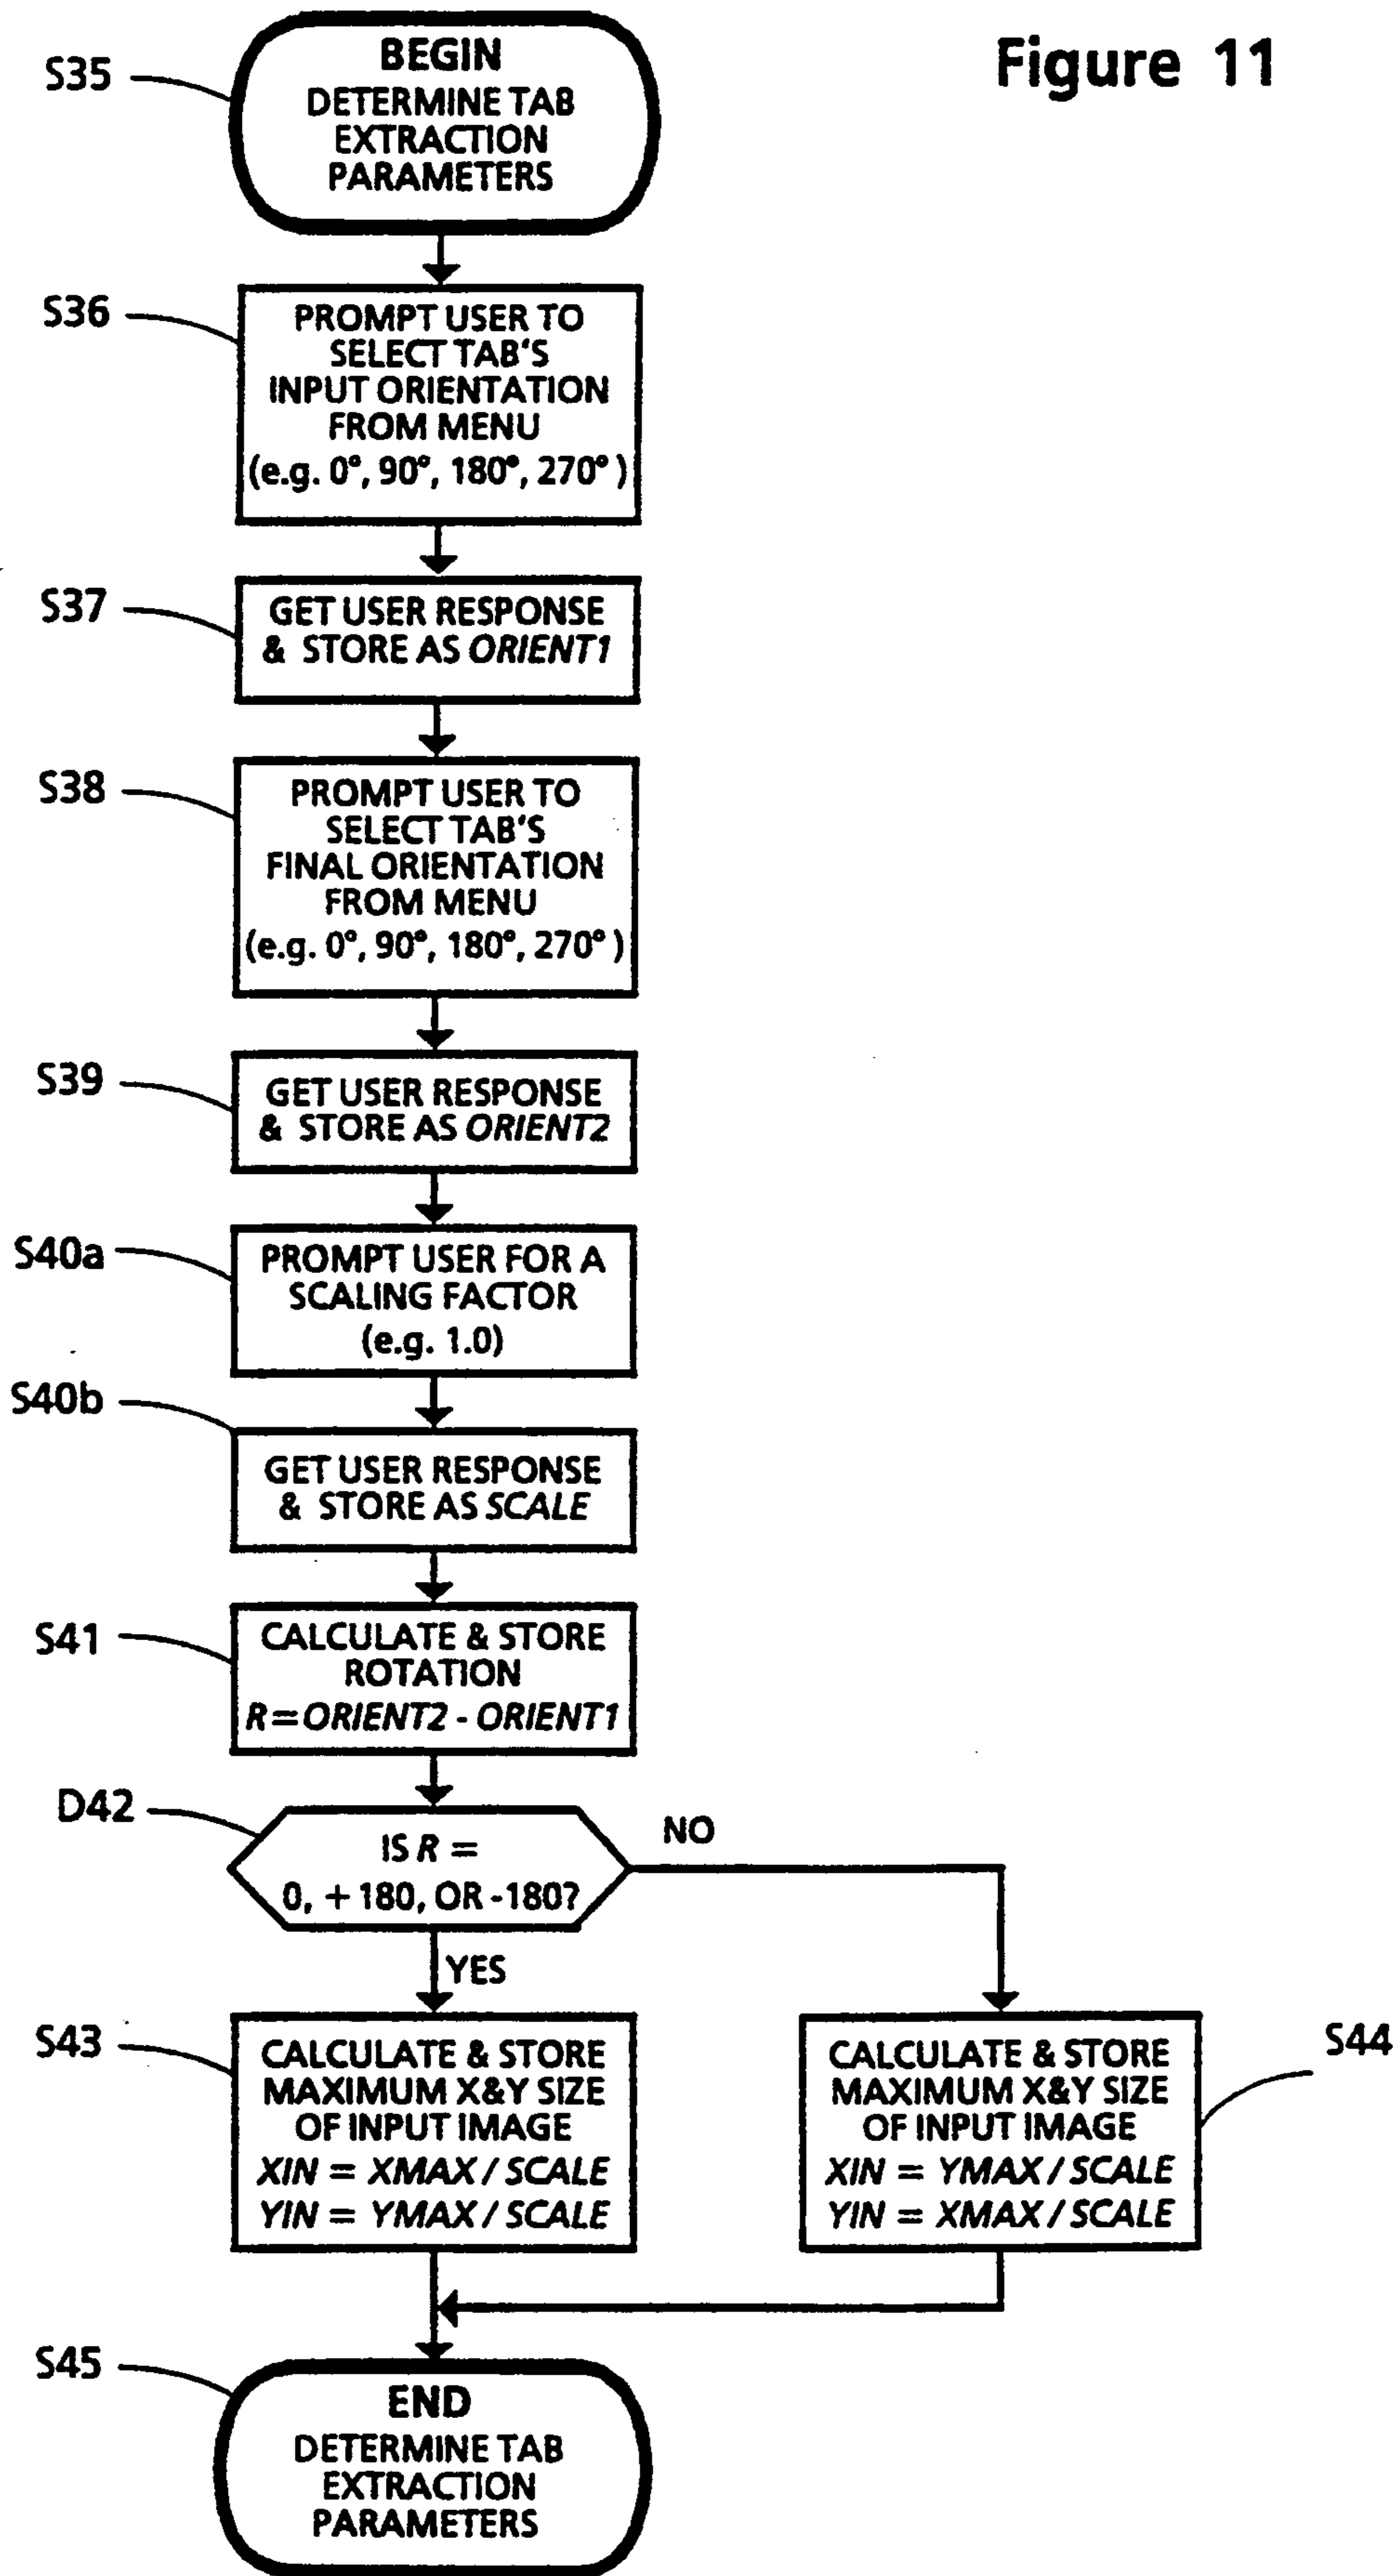 Figure 11
S35
BEGIN
DETERMINE TAB
EXTRACTION
PARAMETERS
S36
PROMPT USER TO
SELECT TAB'S
INPUT ORIENTATION
FROM MENU
(e.g. 0°, 90°, 180°, 270°)
S37
GET USER RESPONSE
& STORE AS ORIENT1
S38
PROMPT USER TO
SELECT TAB'S
FINAL ORIENTATION
FROM MENU
(e.g. 0°, 90°, 180°, 270°)
S39
GET USER RESPONSE
& STORE AS ORIENT2
S40a
PROMPT USER FOR A
SCALING FACTOR
(e.g. 1.0)
S40b
GET USER RESPONSE
& STORE AS SCALE
S41
CALCULATE & STORE
ROTATION
R=ORIENT2 - ORIENT1
D42
IS R =
0, +180, OR -180?
NO
YES
S43
CALCULATE & STORE
MAXIMUM X&Y SIZE
OF INPUT IMAGE
XIN = XMAX / SCALE
YIN = YMAX / SCALE
S44
CALCULATE & STORE
MAXIMUM X&Y SIZE
OF INPUT IMAGE
XIN = YMAX / SCALE
YIN = XMAX / SCALE
S45
END
DETERMINE TAB
EXTRACTION
PARAMETERS